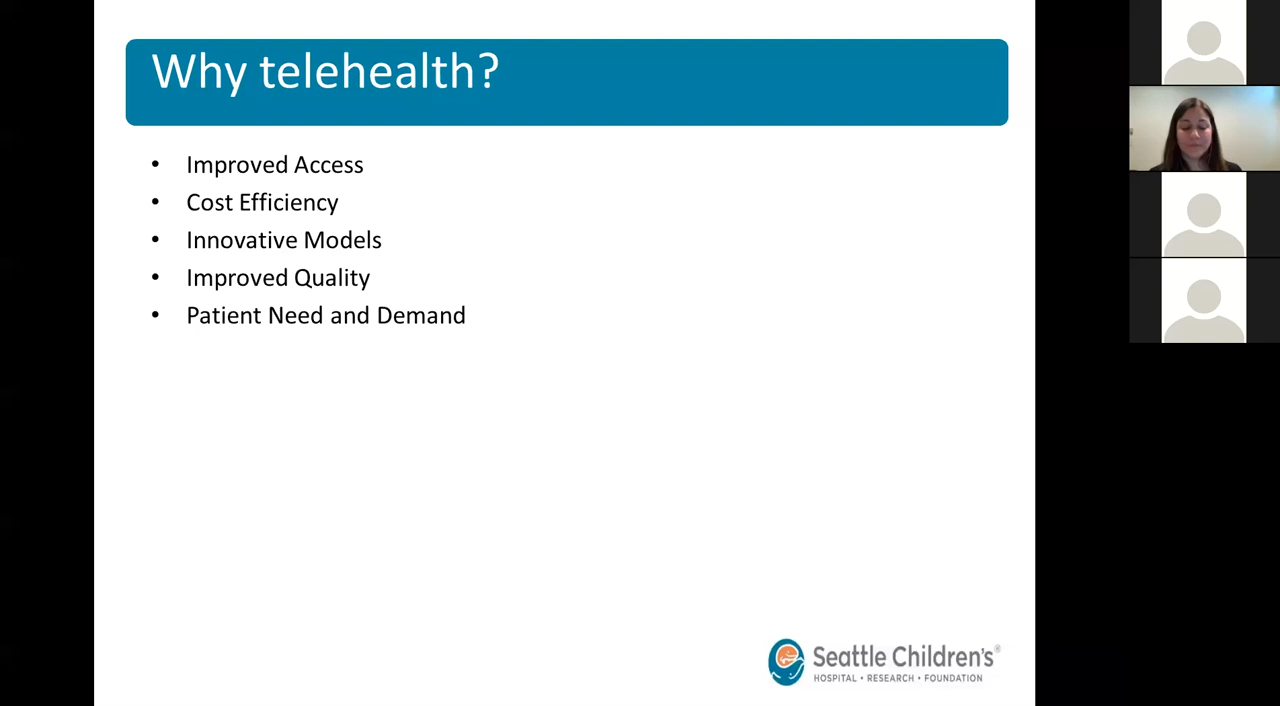 Why telehealth?
• Improved Access
• Cost Efficiency
• Innovative Models
• Improved Quality
• Patient Need and Demand
Seattle Children's®
HOSPITAL • RESEARCH • FOUNDATION